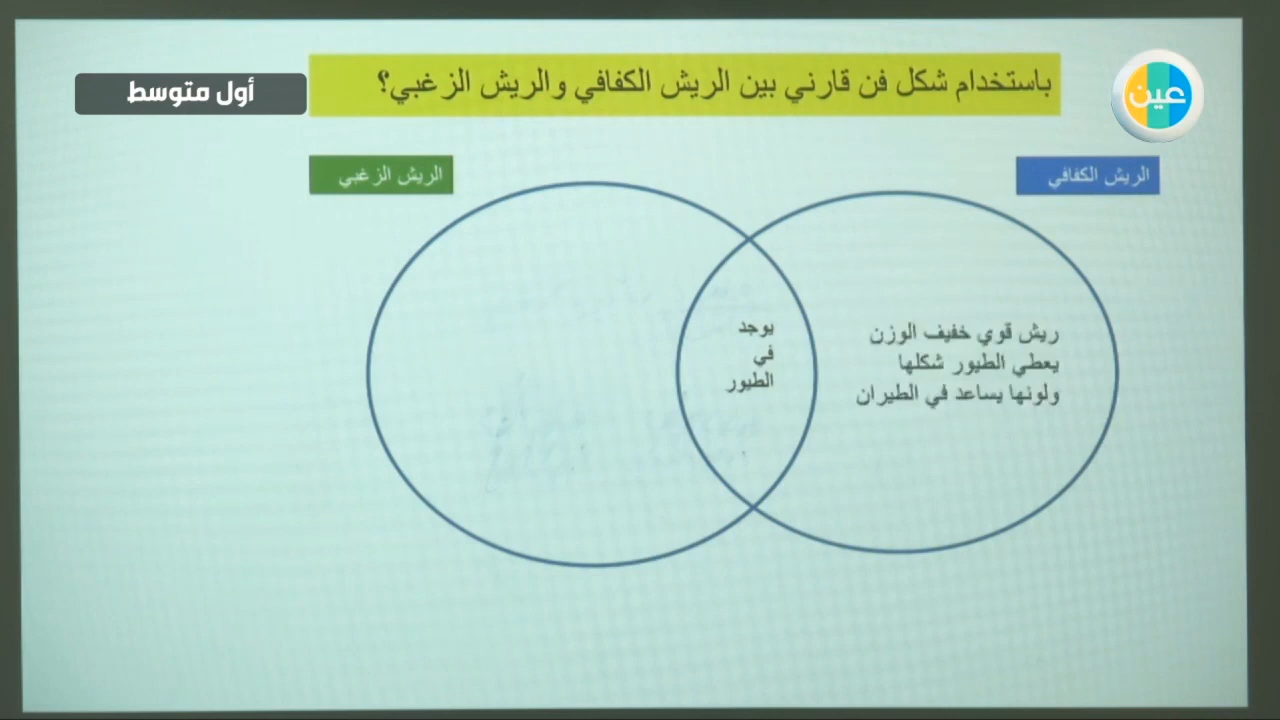 عين
أول متوسط
باستخدام شكل فن قارني بين الريش الكفافي والريش الزغبي؟
الريش الكفافي
الريش الزغبي
ريش قوي خفيف الوزن
يعطي الطيور شكلها
ولونها يساعد في الطيران
يوجد
في
الطيور